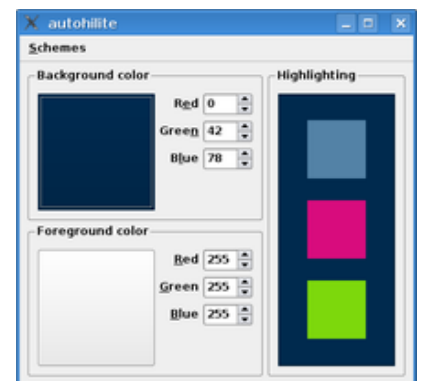 autohilite
Schemes
Background color
Red 0
Green 42
Blue 78
Highlighting
Foreground color
Red 255
Green 255
Blue 255